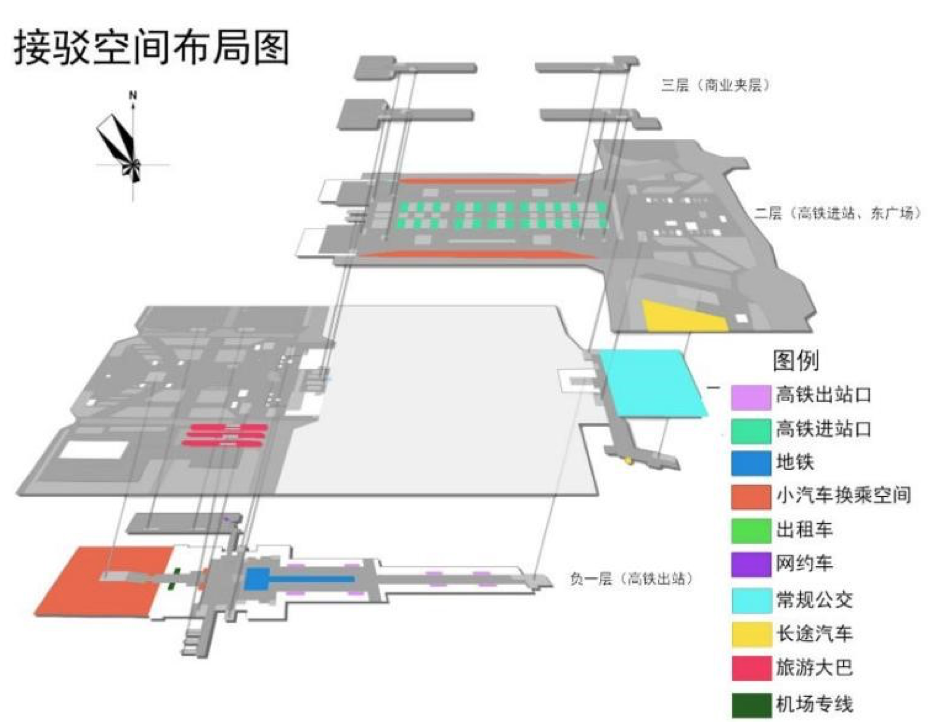 接驳空间布局图
N
三层（商业夹层）
二层（高铁进站、东广场）
一
图例
高铁出站口
高铁进站口
地铁
小汽车换乘空间
出租车
网约车
常规公交
长途汽车
旅游大巴
机场专线
负一层（高铁出站）